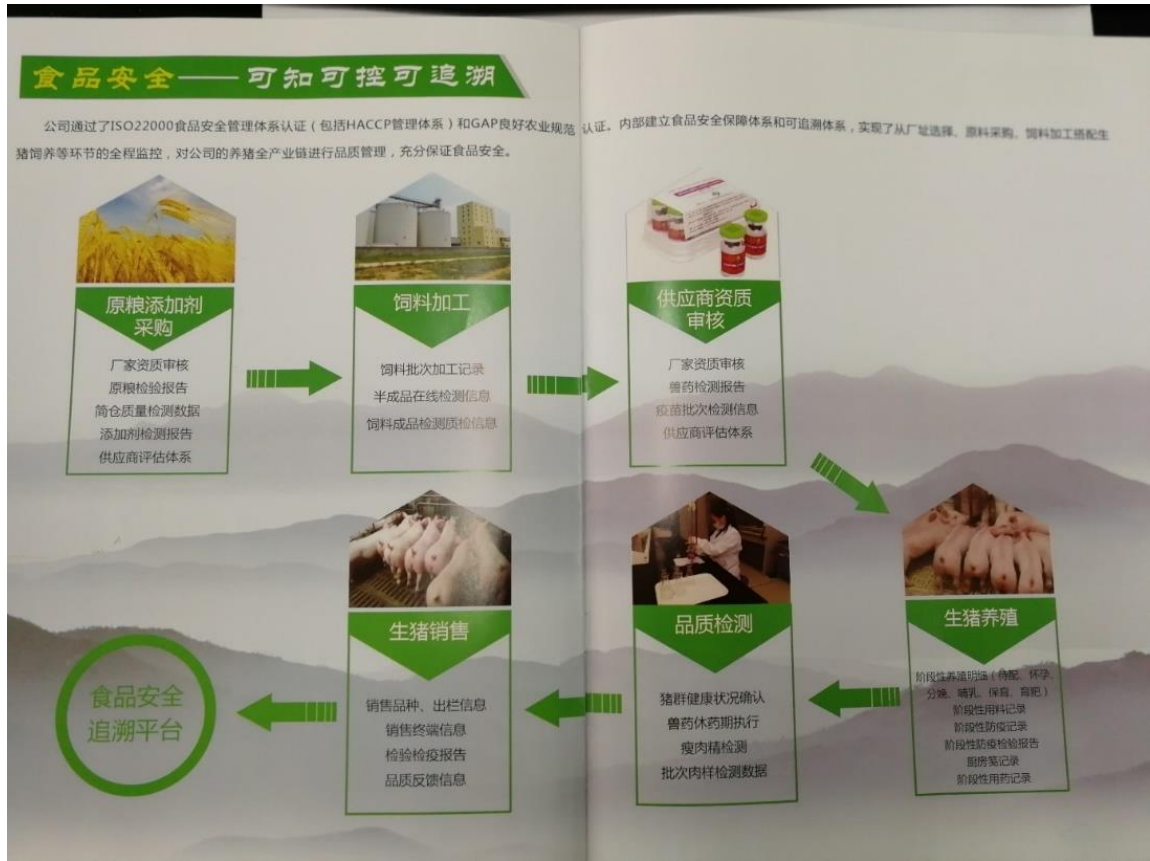 食品安全——可知可控可追溯
公司通过了ISO22000食品安全管理体系认证（包括HACCP管理体系）和GAP良好农业规范认证。内部建立食品安全保障体系和可追溯体系，实现了从厂址选择、原料采购、饲料加工搭配生
猪饲养等环节的全程监控，对公司的养猪全产业链进行品质管理，充分保证食品安全。
原粮添加剂
采购
厂家资质审核
原粮检验报告
筒仓质量检测数据
添加剂检测报告
供应商评估体系
饲料加工
饲料批次加工记录
半成品在线检测信息
饲料成品检测质检信息
供应商资质
审核
厂家资质审核
兽药检测报告
疫苗批次检测信息
供应商评估体系
生猪养殖
阶段性养殖明细（待配、怀孕、
分娩、哺乳、保育、育肥）
阶段性用料记录
阶段性防疫记录
阶段性防疫检验报告
阶段性用药记录
品质检测
猪群健康状况确认
兽药休药期执行
瘦肉精检测
批次肉样检测数据
生猪销售
销售品种、出栏信息
销售终端信息
检验检疫报告
品质反馈信息
食品安全
追溯平台